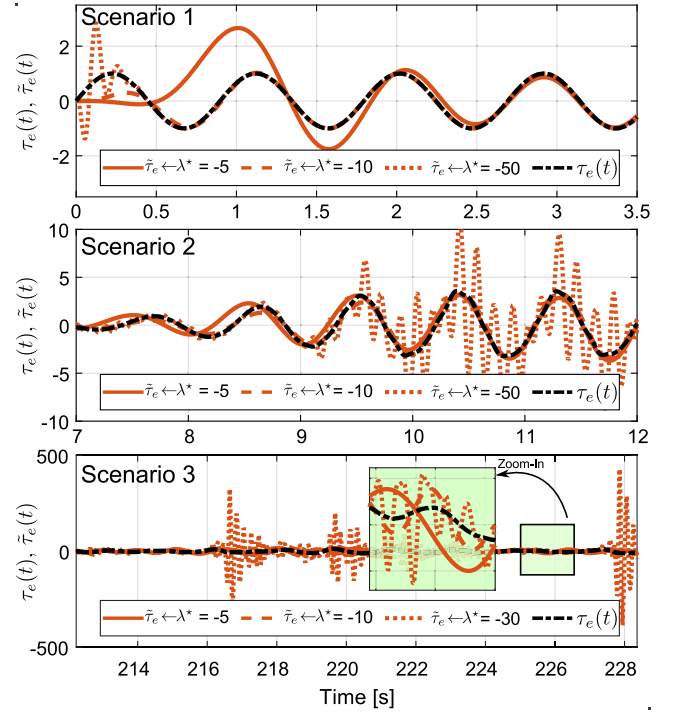 Scenario 1
2
0
-2
τₑ(t), τ̃ₑ(t)
τ̃ₑ←λ* = -5 τ̃ₑ←λ* = -10 τ̃ₑ←λ* = -50 τₑ(t)
0 0.5 1 1.5 2 2.5 3 3.5
Scenario 2
10
5
0
-5
-10
τₑ(t), τ̃ₑ(t)
τ̃ₑ←λ* = -5 τ̃ₑ←λ* = -10 τ̃ₑ←λ* = -50 τₑ(t)
7 8 9 10 11 12
Scenario 3
Zoom-In
500
0
-500
τₑ(t), τ̃ₑ(t)
τ̃ₑ←λ* = -5 τ̃ₑ←λ* = -10 τ̃ₑ←λ* = -30 τₑ(t)
214 216 218 220 222 224 226 228
Time [s]